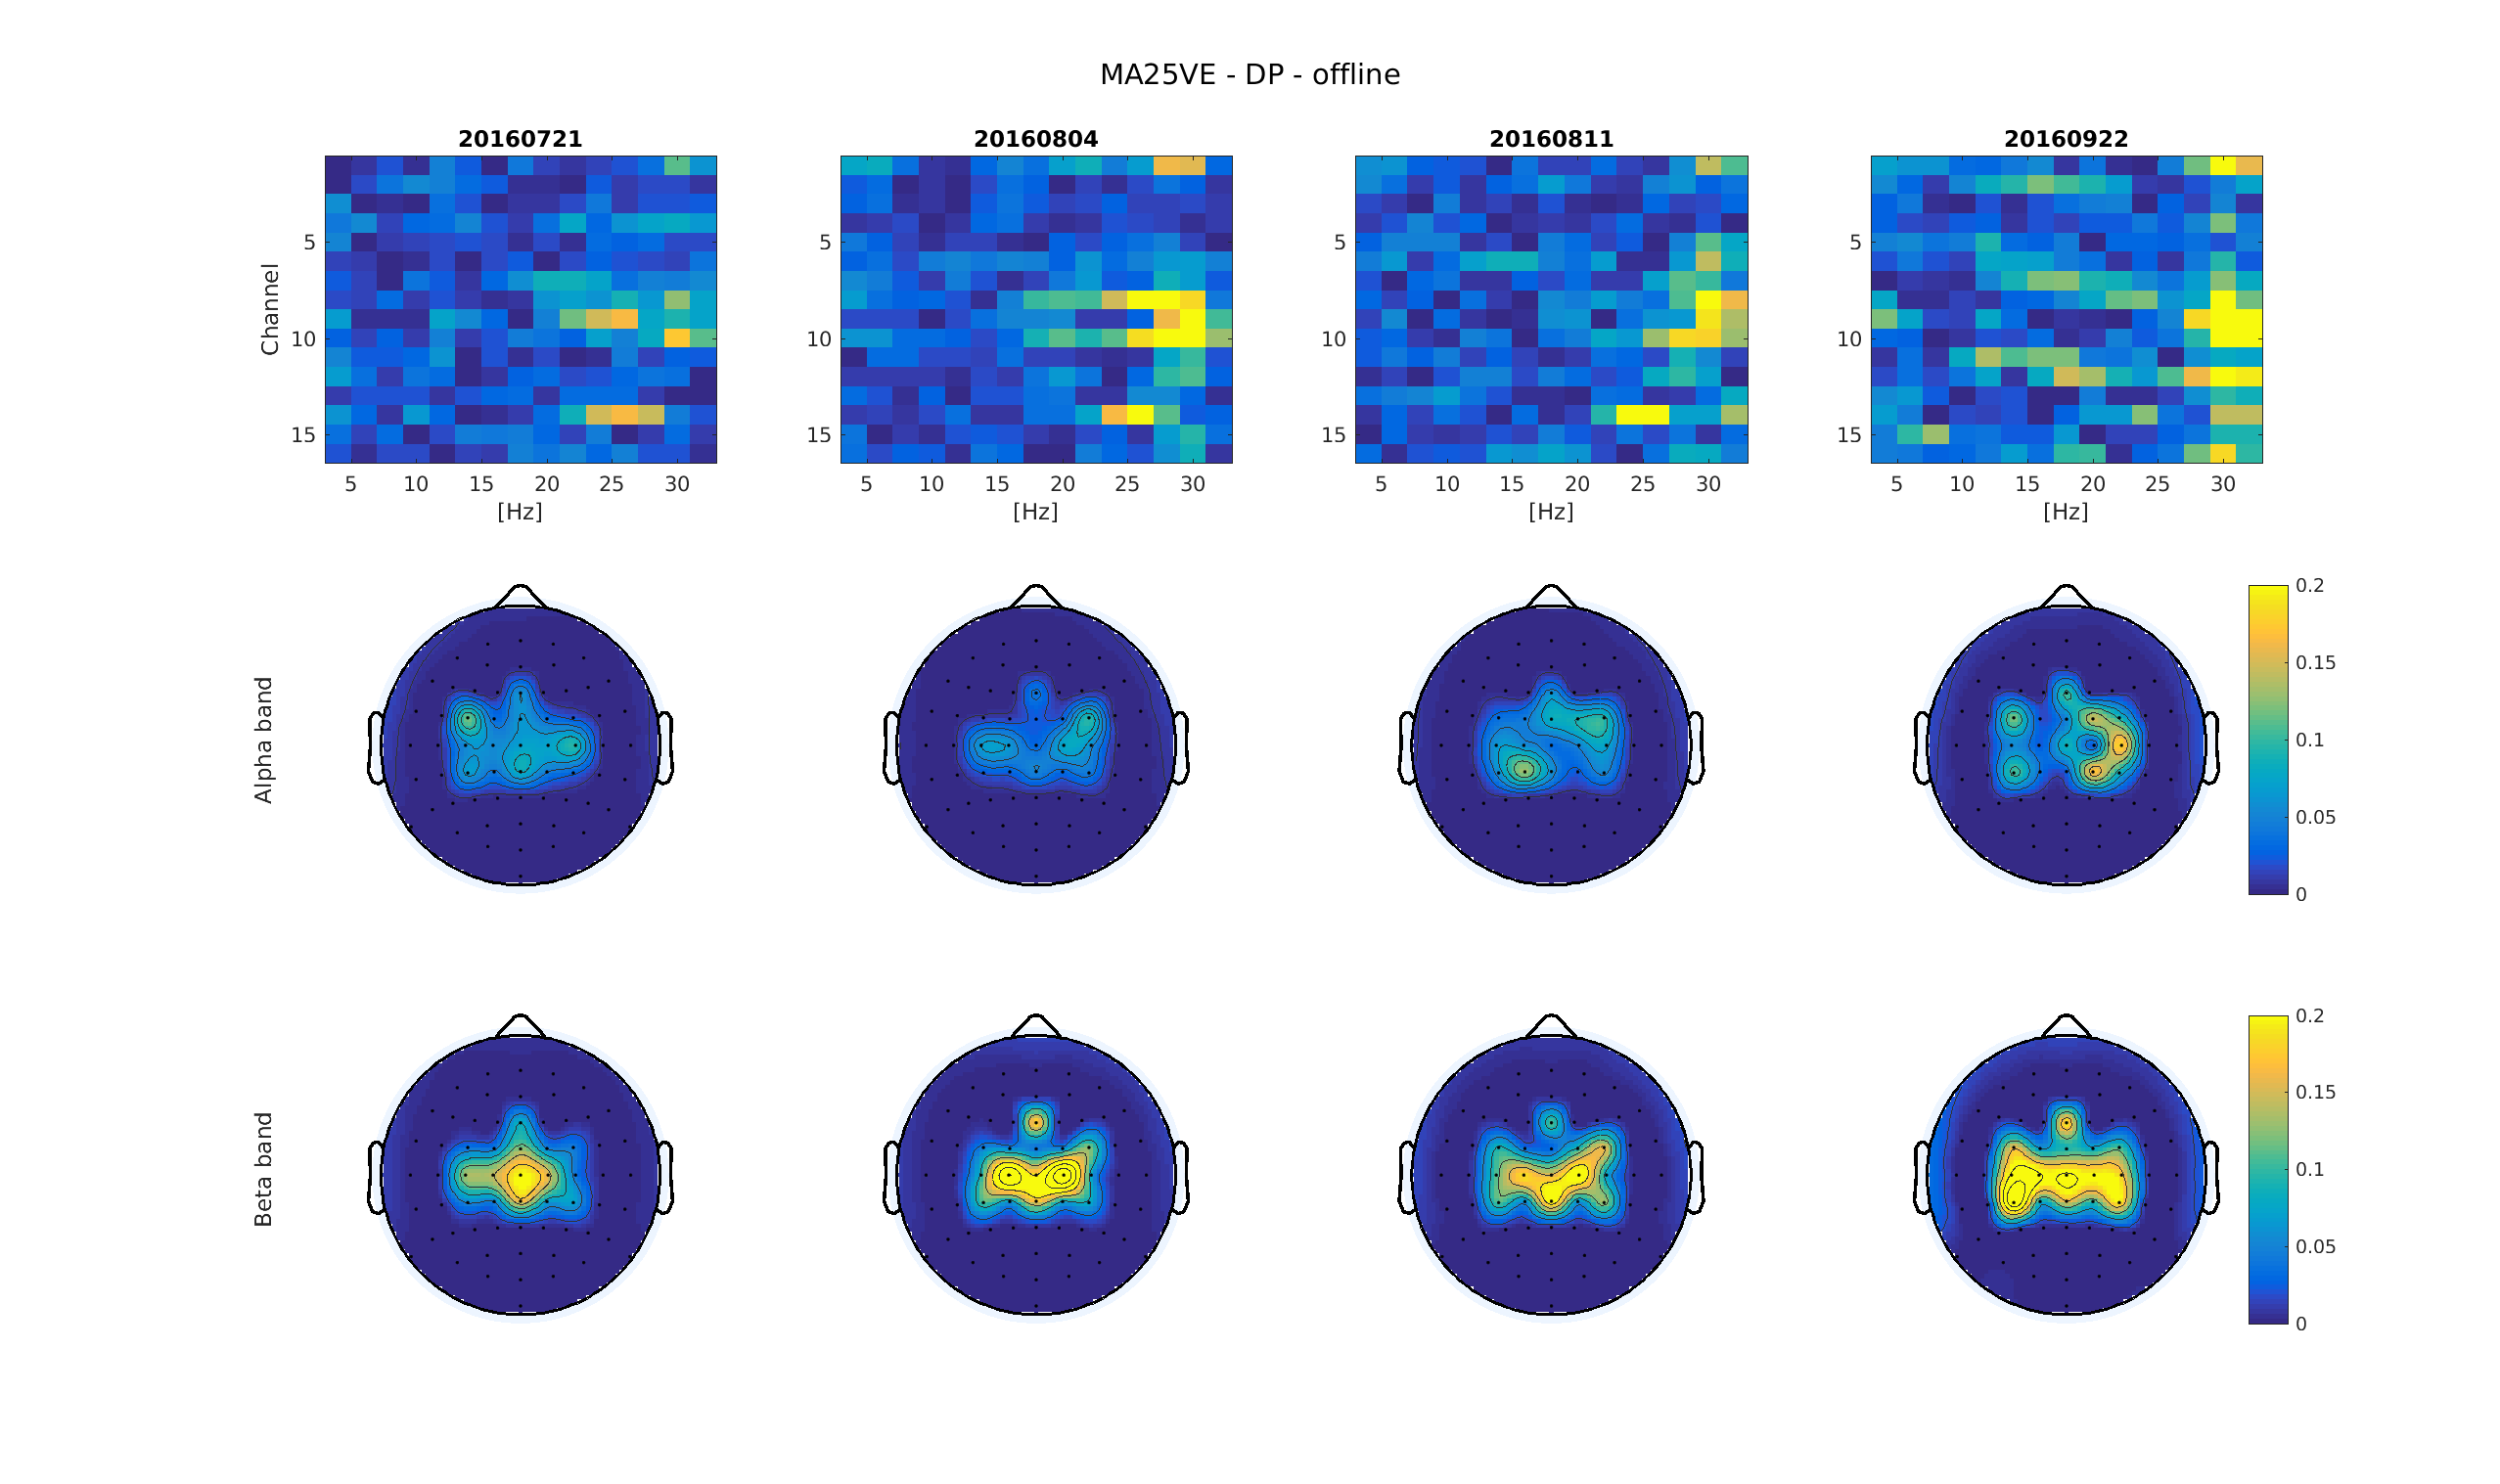 MA25VE - DP - offline
20160721 20160804 20160811 20160922
Channel
5 5 5 5
10 10 10 10
15 15 15 15
5 10 15 20 25 30 5 10 15 20 25 30 5 10 15 20 25 30 5 10 15 20 25 30
[Hz] [Hz] [Hz] [Hz]
Alpha band
0.2
0.15
0.1
0.05
0
Beta band
0.2
0.15
0.1
0.05
0